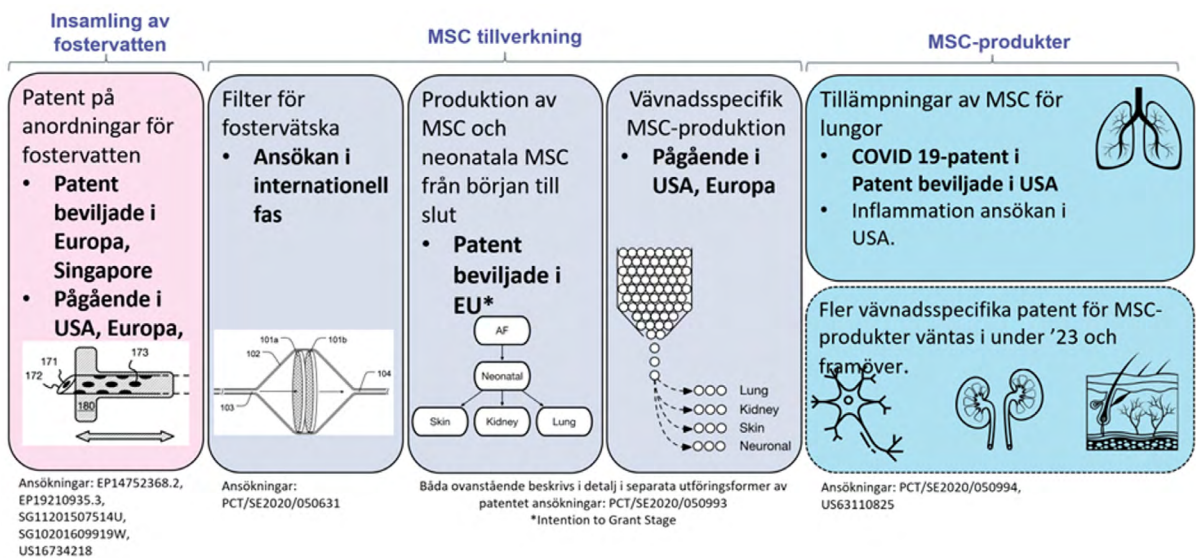 Insamling av
fostervatten
MSC tillverkning
MSC-produkter
Patent på
anordningar för
fostervatten
• Patent
beviljade i
Europa,
Singapore
• Pågående i
USA, Europa,
171
172
173
180
Ansökningar: EP14752368.2,
EP19210935.3,
SG11201507514U,
SG10201609919W,
US16734218
Filter för
fostervätska
• Ansökan i
internationell
fas
101a
101b
102
104
103
Ansökningar:
PCT/SE2020/050631
Produktion av
MSC och
neonatala MSC
från början till
slut
• Patent
beviljade i
EU*
AF
Neonatal
Skin
Kidney
Lung
Vävnadsspecifik
MSC-produktion
• Pågående i
USA, Europa
Lung
Kidney
Skin
Neuronal
Båda ovanstående beskrivs i detalj i separata utföringsformer av
patentet ansökningar: PCT/SE2020/050993
*Intention to Grant Stage
Tillämpningar av MSC för
lungor
• COVID 19-patent i
Patent beviljade i USA
• Inflammation ansökan i
USA.
Fler vävnadsspecifika patent för MSC-
produkter väntas i under ’23 och
framöver.
Ansökningar: PCT/SE2020/050994,
US63110825